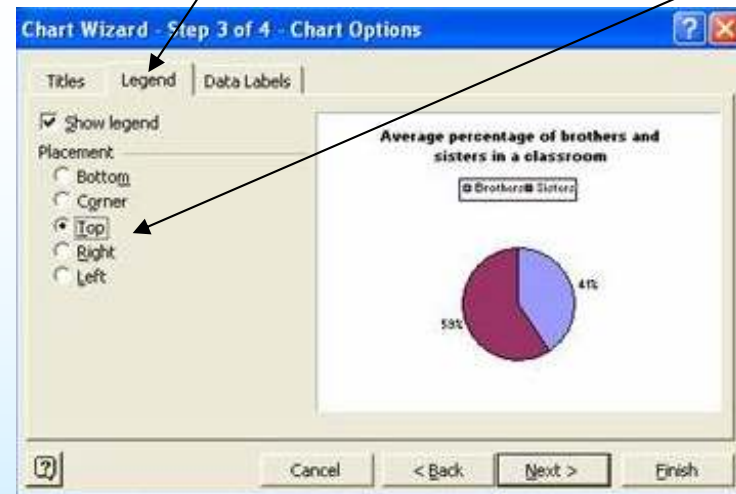 Chart Wizard - Step 3 of 4 - Chart Options
Titles Legend Data Labels
Show legend
Placement
Bottom
Corner
Top
Right
Left
Average percentage of brothers and
sisters in a classroom
Brothers Sisters
41%
59%
Cancel < Back Next > Finish